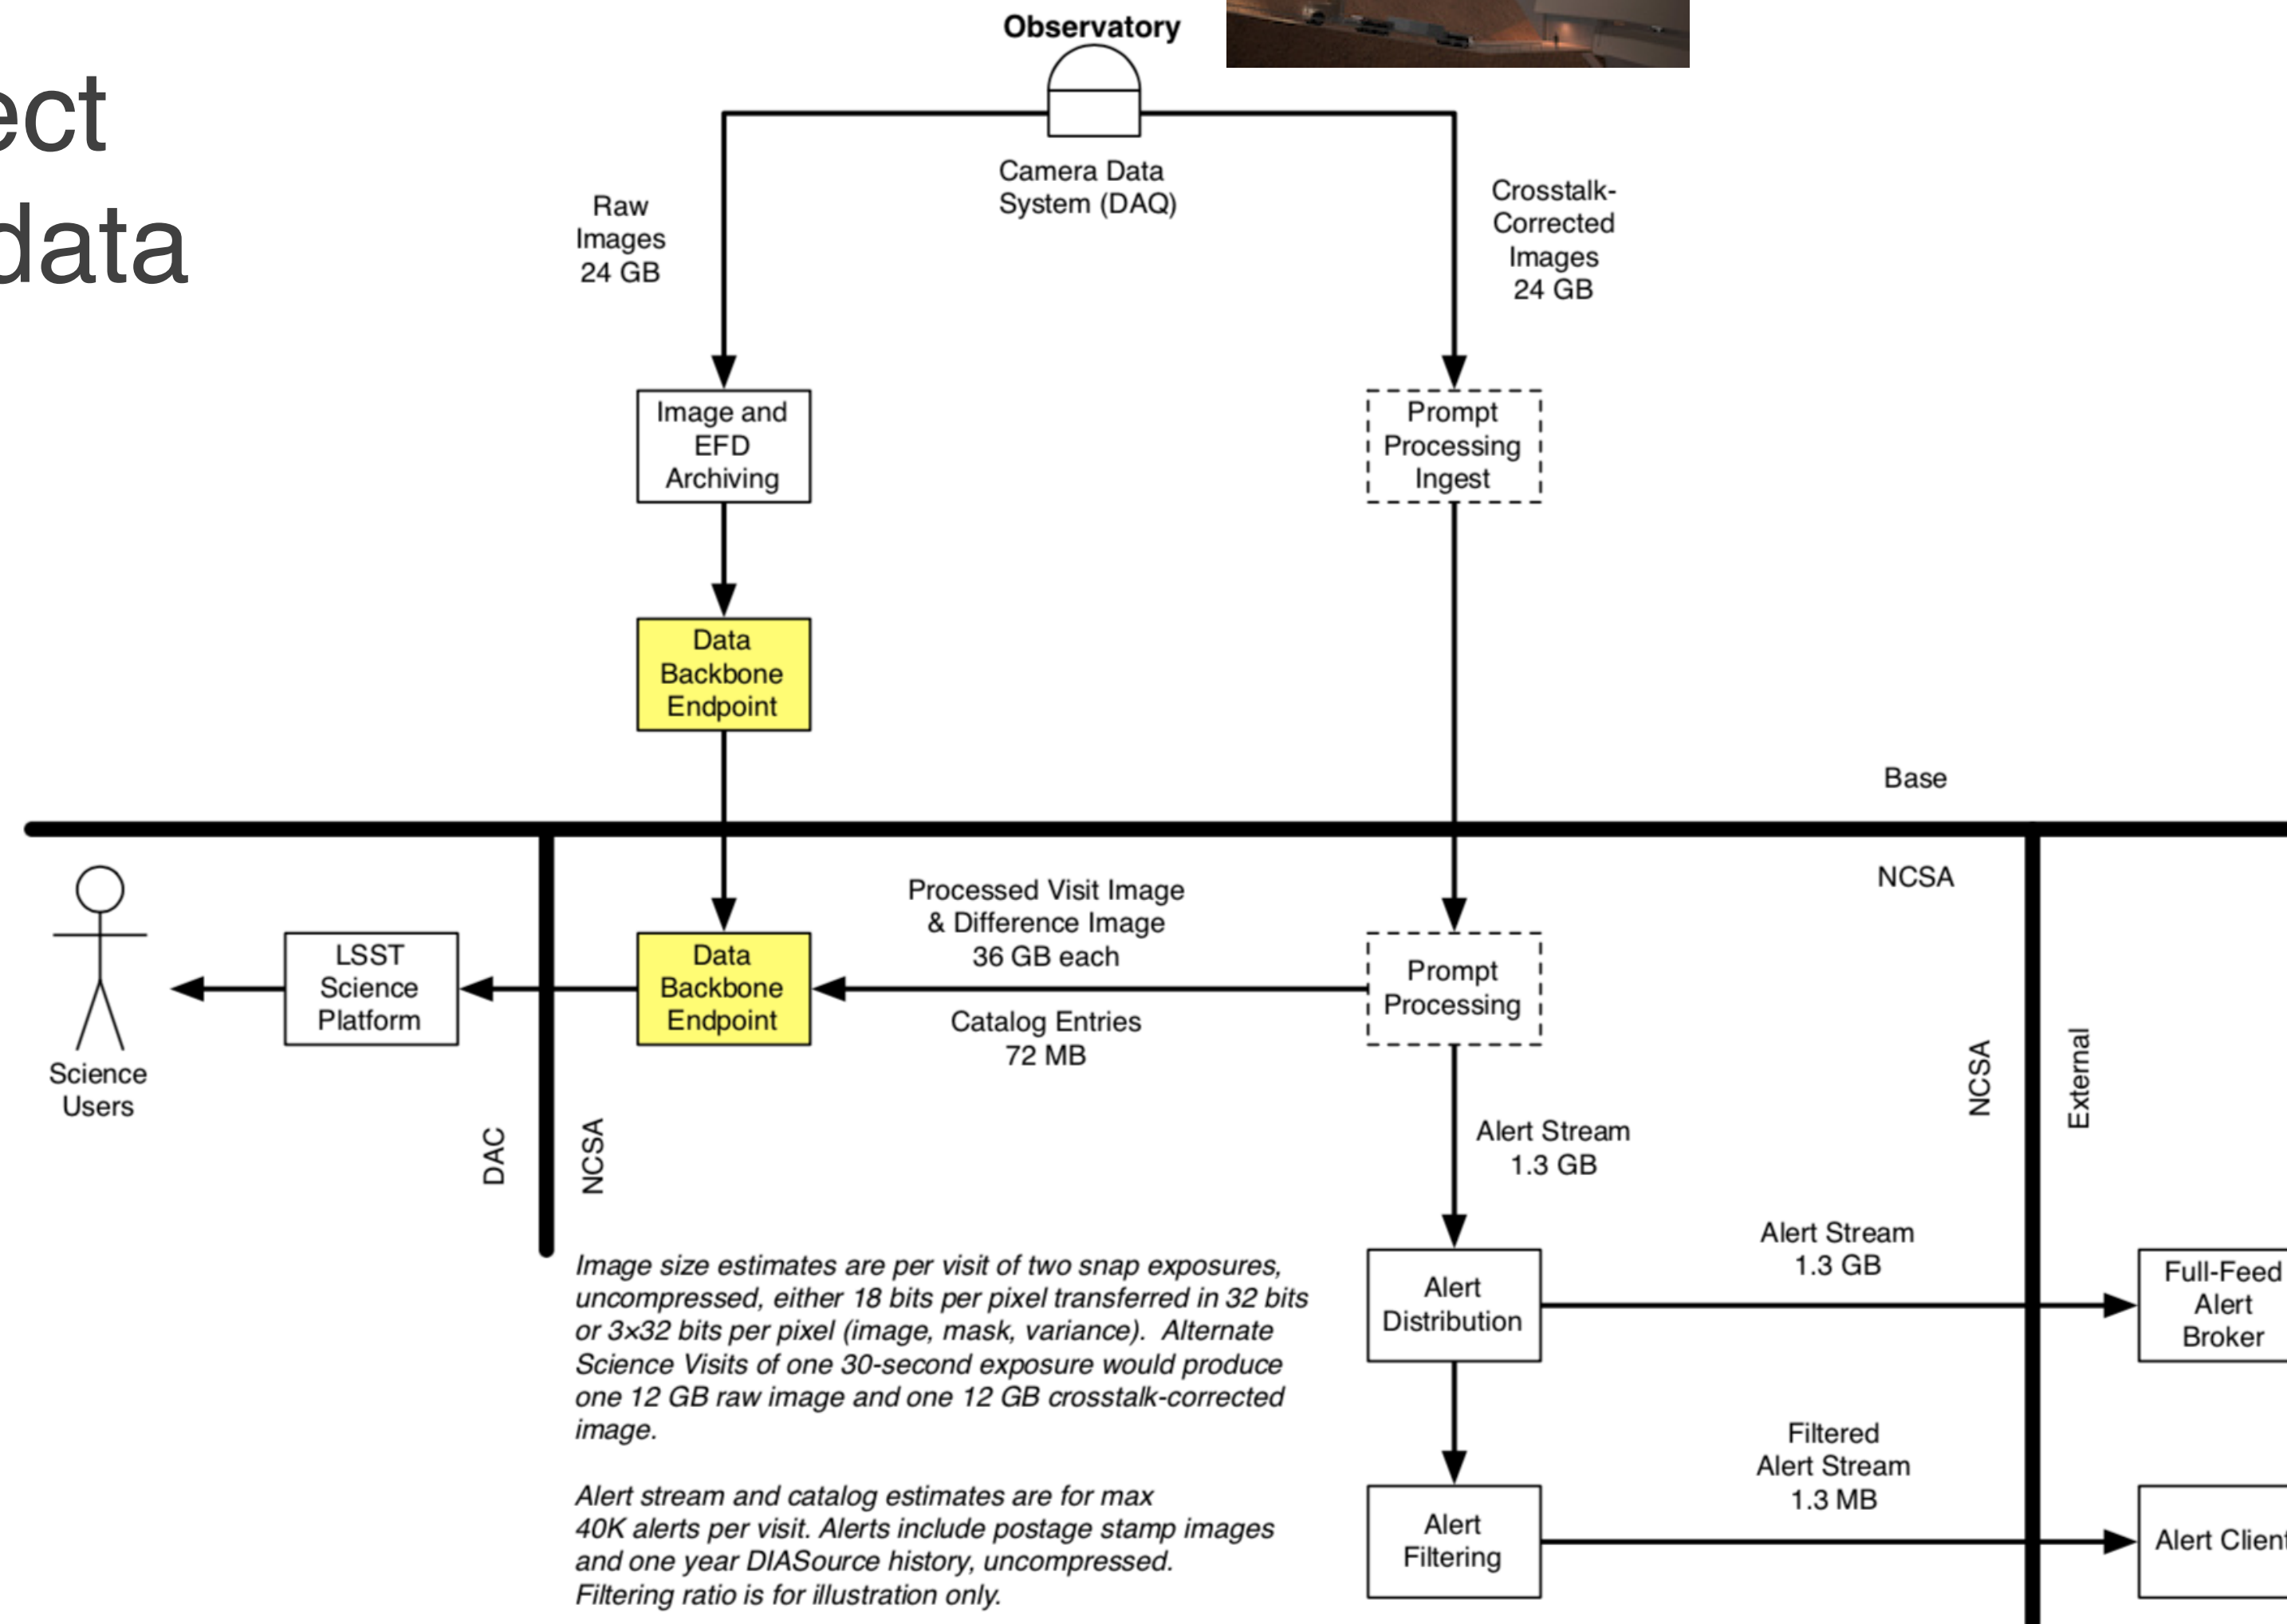 ect
data
Observatory
Camera Data
System (DAQ)
Raw
Images
24 GB
Crosstalk-
Corrected
Images
24 GB
Image and
EFD
Archiving
Prompt
Processing
Ingest
Data
Backbone
Endpoint
Base
NCSA
Science
Users
LSST
Science
Platform
Data
Backbone
Endpoint
Processed Visit Image
& Difference Image
36 GB each
Catalog Entries
72 MB
Prompt
Processing
DAC
NCSA
NCSA
External
Alert Stream
1.3 GB
Alert Distribution
Alert Stream
1.3 GB
Full-Feed
Alert
Broker
Image size estimates are per visit of two snap exposures,
uncompressed, either 18 bits per pixel transferred in 32 bits
or 3×32 bits per pixel (image, mask, variance). Alternate
Science Visits of one 30-second exposure would produce
one 12 GB raw image and one 12 GB crosstalk-corrected
image.
Alert stream and catalog estimates are for max
40K alerts per visit. Alerts include postage stamp images
and one year DIASource history, uncompressed.
Filtering ratio is for illustration only.
Alert
Filtering
Filtered
Alert Stream
1.3 MB
Alert Client